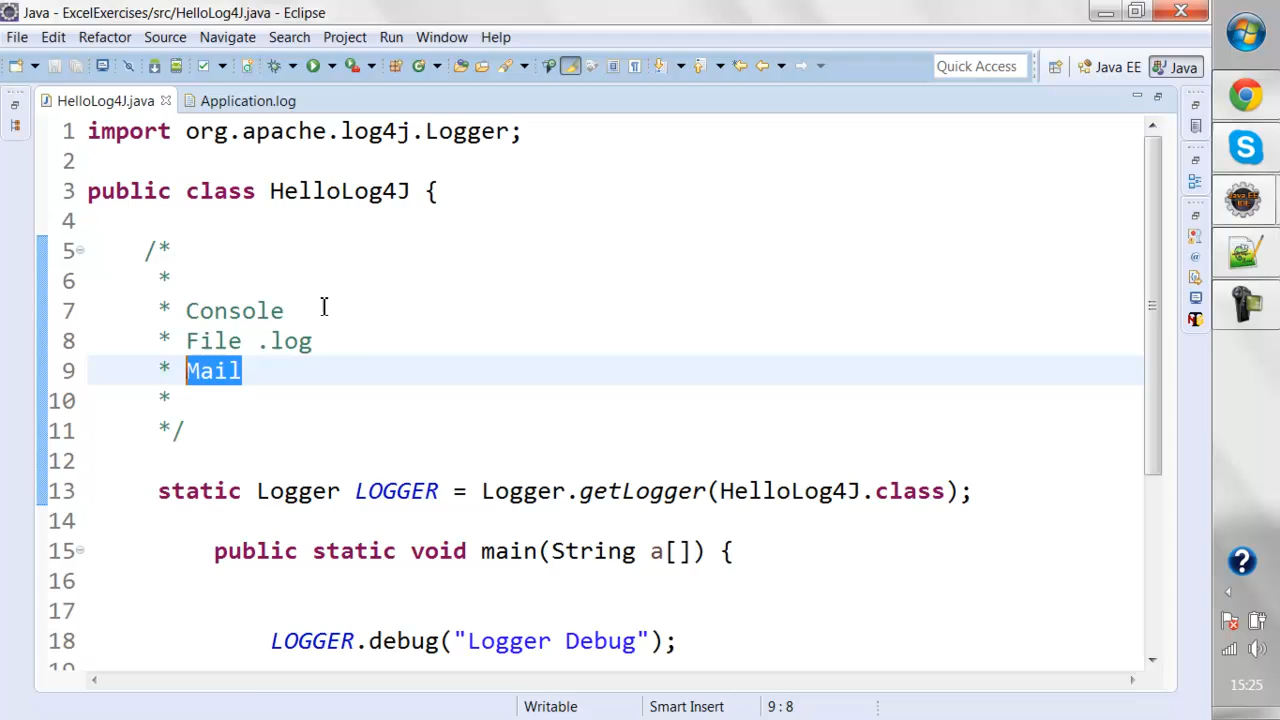 Java - ExcelExercises/src/HelloLog4J.java - Eclipse
File Edit Refactor Source Navigate Search Project Run Window Help
Quick Access Java EE Java
HelloLog4J.java Application.log
1 import org.apache.log4j.Logger;
2
3 public class HelloLog4J {
4
5 /*
6 *
7 * Console
8 * File .log
9 * Mail
10 *
11 */
12
13 static Logger LOGGER = Logger.getLogger(HelloLog4J.class);
14
15 public static void main(String a[]) {
16
17
18 LOGGER.debug("Logger Debug");
19
Writable Smart Insert 9 : 8
15:25